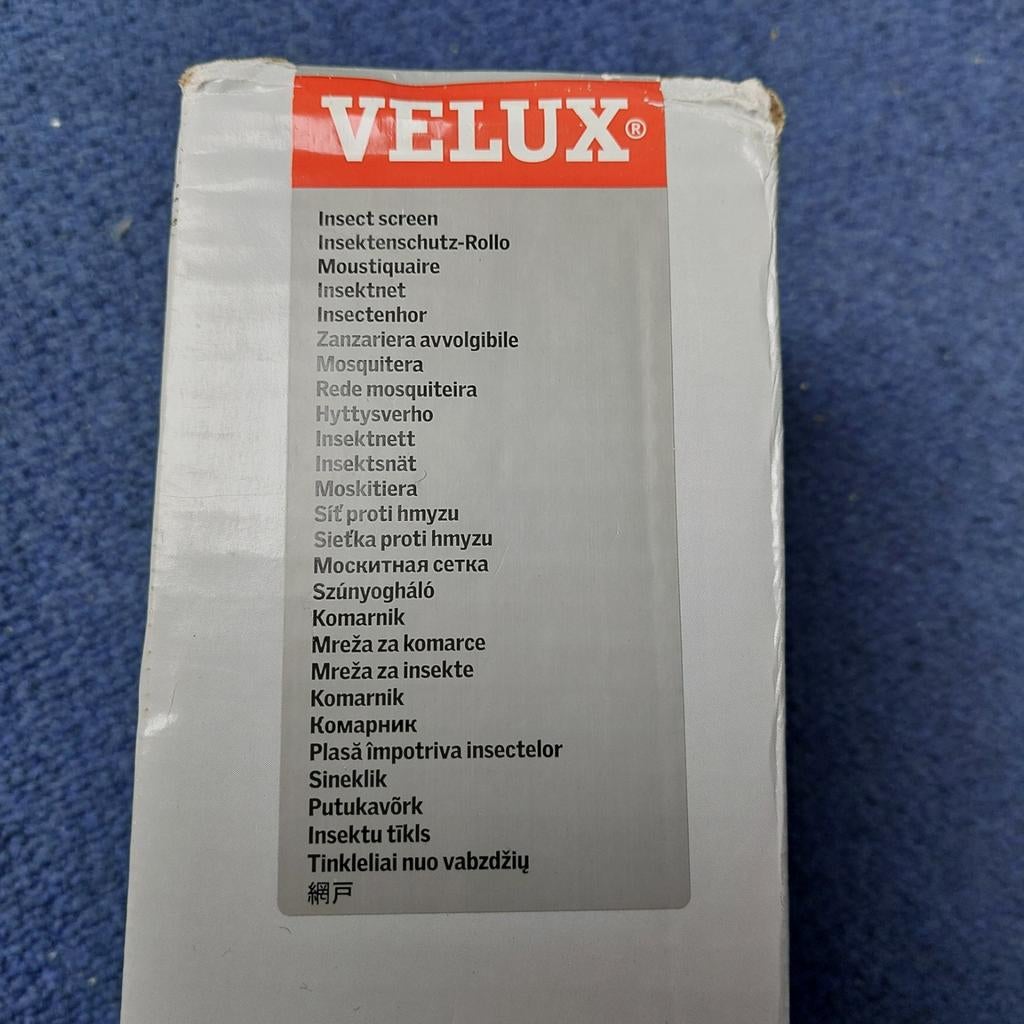 VELUX®
Insect screen
Insektenschutz-Rollo
Moustiquaire
Insektnet
Insectenhor
Zanzariera avvolgibile
Mosquitera
Rede mosquiteira
Hyttysverho
Insektnett
Insektsnät
Moskitiera
Síť proti hmyzu
Sieťka proti hmyzu
Москитная сетка
Szúnyogháló
Komarnik
Mreža za komarce
Mreža za insekte
Komarnik
Комарник
Plasă împotriva insectelor
Sineklik
Putukavõrk
Insektu tīkls
Tinkleliai nuo vabzdžių
網戸